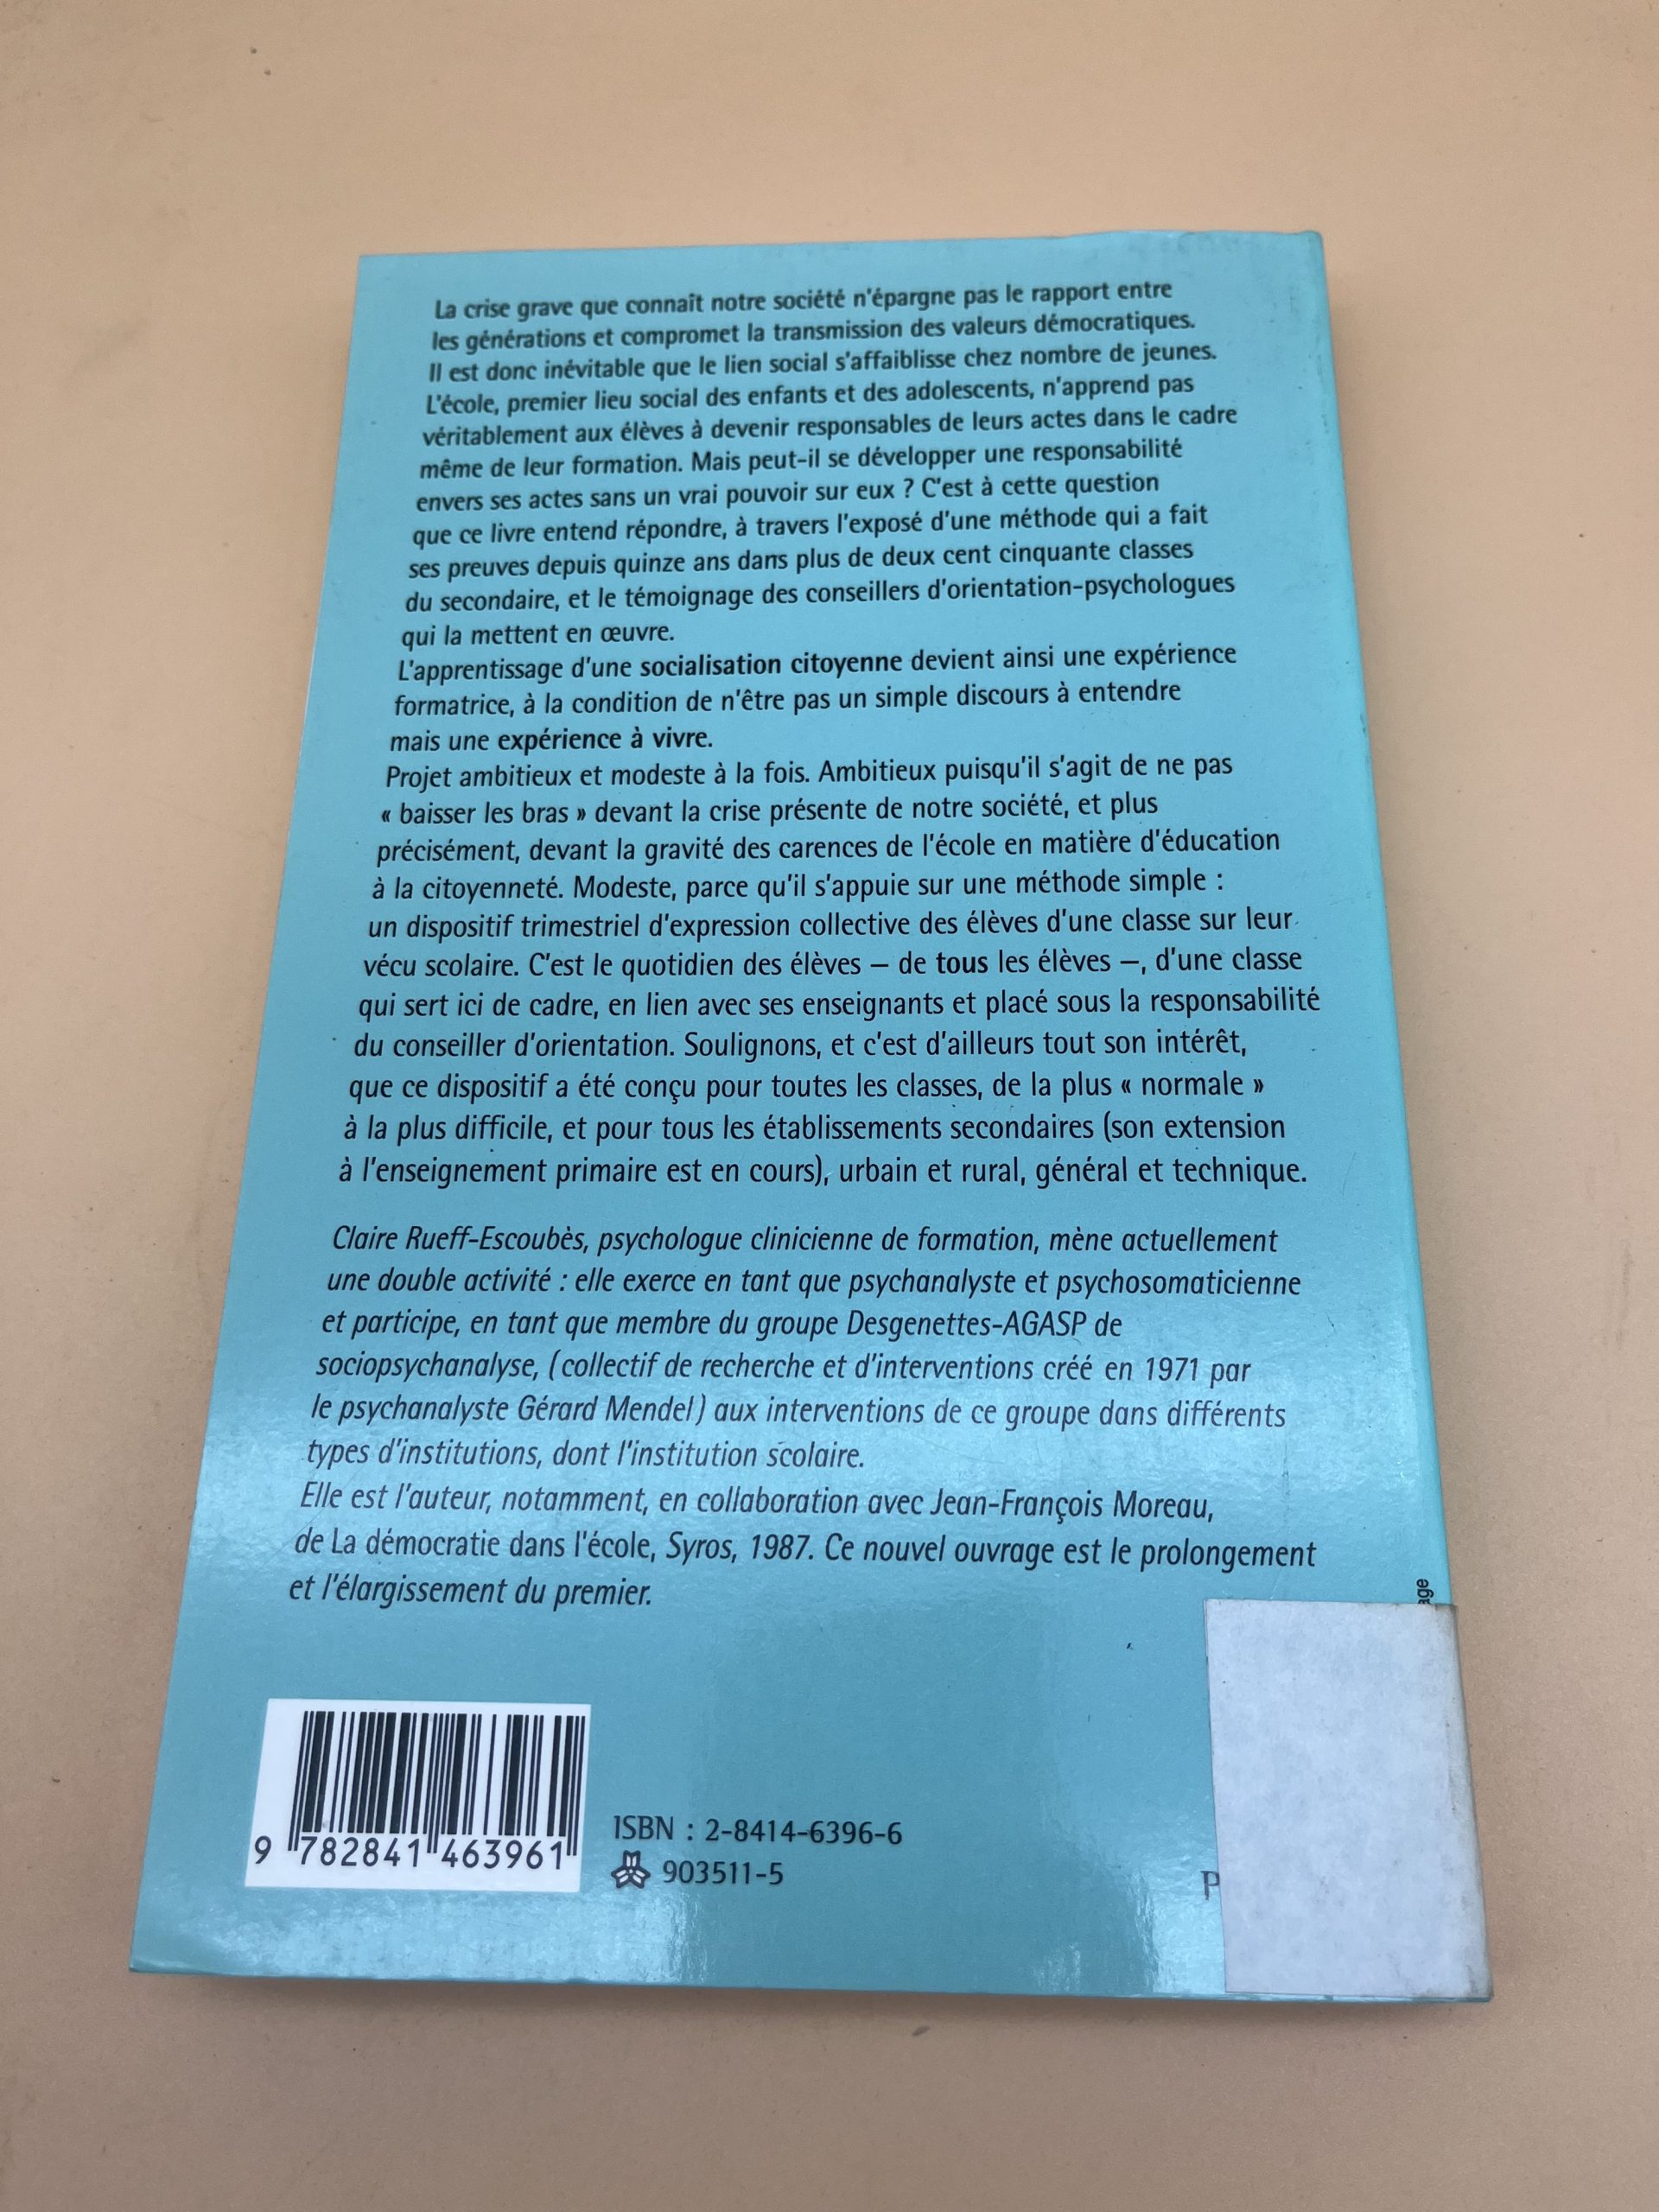 La crise grave que connaît notre société n'épargne pas le rapport entre
les générations et compromet la transmission des valeurs démocratiques.
Il est donc inévitable que le lien social s'affaiblisse chez nombre de jeunes.
L'école, premier lieu social des enfants et des adolescents, n'apprend pas
véritablement aux élèves à devenir responsables de leurs actes dans le cadre
même de leur formation. Mais peut-il se développer une responsabilité
envers ses actes sans un vrai pouvoir sur eux ? C'est à cette question
que ce livre entend répondre, à travers l'exposé d'une méthode qui a fait
ses preuves depuis quinze ans dans plus de deux cent cinquante classes
du secondaire, et le témoignage des conseillers d'orientation-psychologues
qui la mettent en œuvre.
L'apprentissage d'une socialisation citoyenne devient ainsi une expérience
formatrice, à la condition de n'être pas un simple discours à entendre
mais une expérience à vivre.
Projet ambitieux et modeste à la fois. Ambitieux puisqu'il s'agit de ne pas
« baisser les bras » devant la crise présente de notre société, et plus
précisément, devant la gravité des carences de l'école en matière d'éducation
à la citoyenneté. Modeste, parce qu'il s'appuie sur une méthode simple :
un dispositif trimestriel d'expression collective des élèves d'une classe sur leur
vécu scolaire. C'est le quotidien des élèves – de tous les élèves –, d'une classe
qui sert ici de cadre, en lien avec ses enseignants et placé sous la responsabilité
du conseiller d'orientation. Soulignons, et c'est d'ailleurs tout son intérêt,
que ce dispositif a été conçu pour toutes les classes, de la plus « normale »
à la plus difficile, et pour tous les établissements secondaires (son extension
à l'enseignement primaire est en cours), urbain et rural, général et technique.
Claire Rueff-Escoubès, psychologue clinicienne de formation, mène actuellement
une double activité : elle exerce en tant que psychanalyste et psychosomaticienne
et participe, en tant que membre du groupe Desgenettes-AGASP de
sociopsychanalyse, (collectif de recherche et d'interventions créé en 1971 par
le psychanalyste Gérard Mendel) aux interventions de ce groupe dans différents
types d'institutions, dont l'institution scolaire.
Elle est l'auteur, notamment, en collaboration avec Jean-François Moreau,
de La démocratie dans l'école, Syros, 1987. Ce nouvel ouvrage est le prolongement
et l'élargissement du premier.
9 782841 463961
ISBN : 2-8414-6396-6
903511-5
P